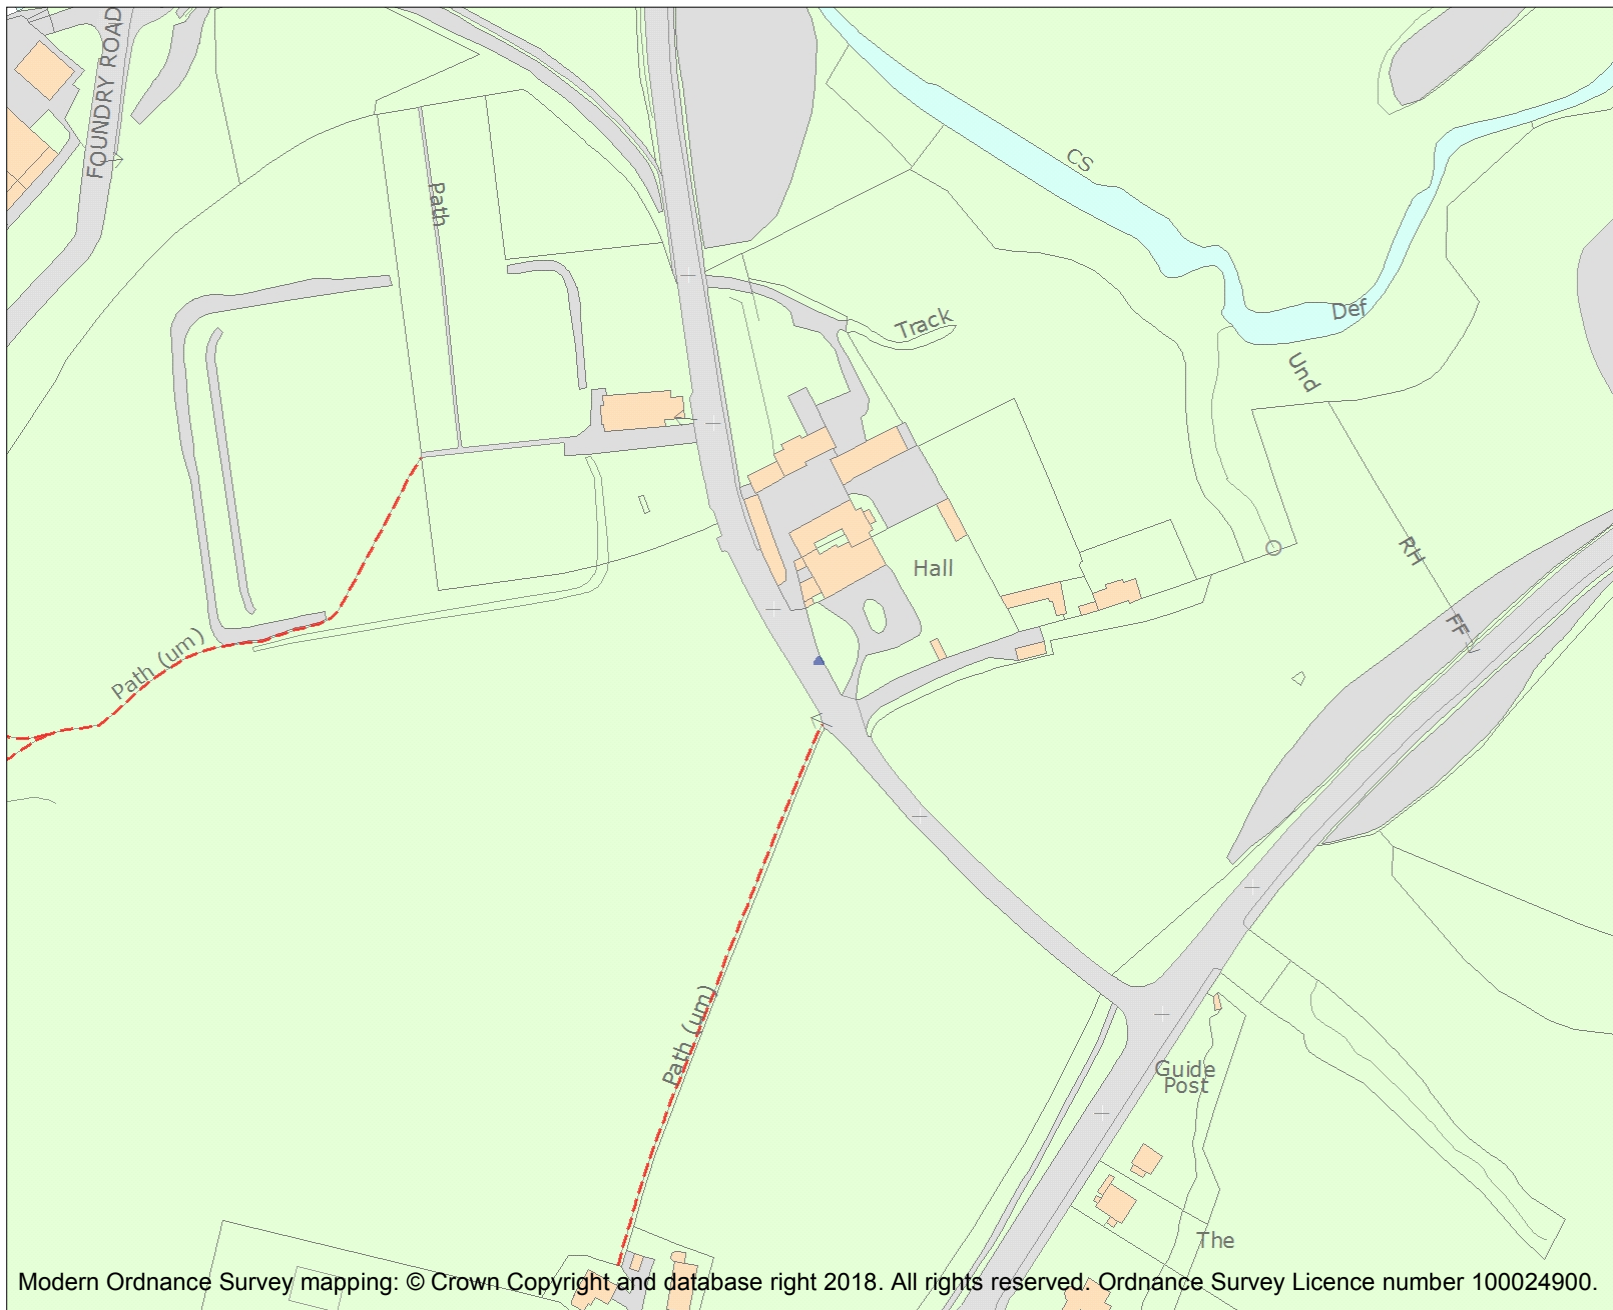 FOUNDRY ROAD
CS
Path
Track
Def
Und
RH
Hall
FF
Path (um)
Path (um)
Guide
Post
The
Modern Ordnance Survey mapping: © Crown Copyright and database right 2018. All rights reserved. Ordnance Survey Licence number 100024900.